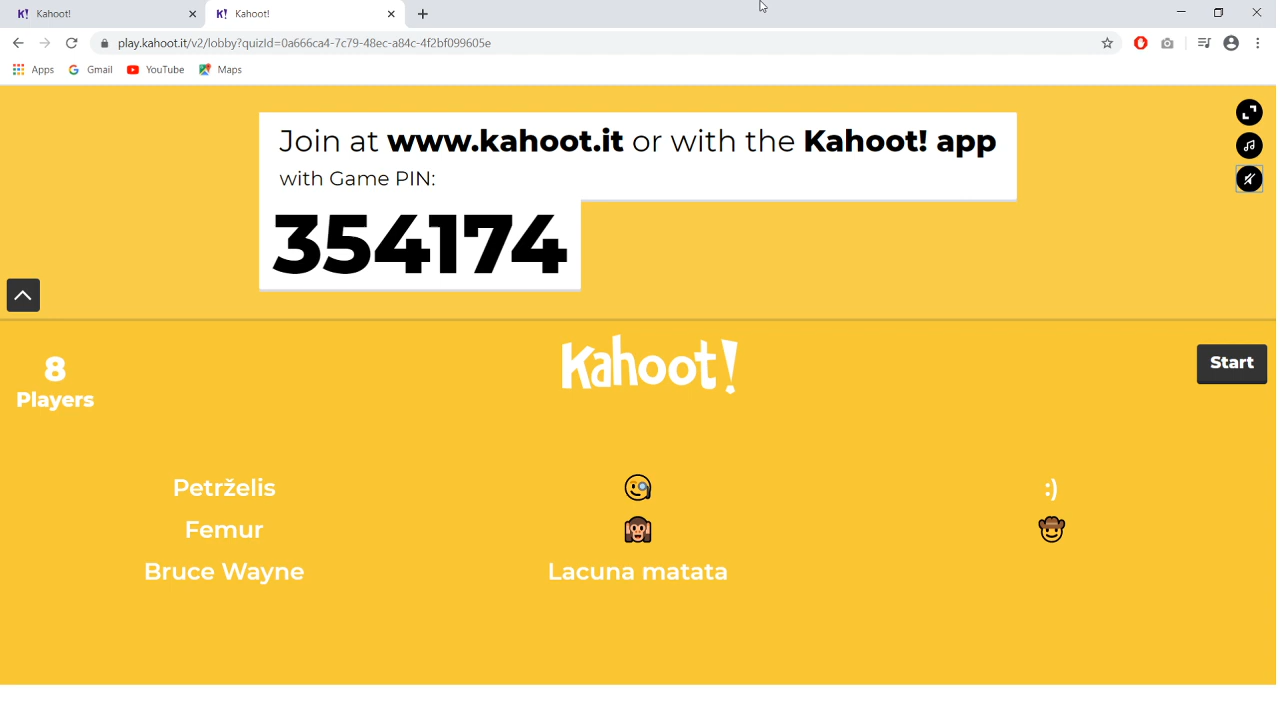 Kahoot!
Kahoot!
play.kahoot.it/v2/lobby?quizId=0a666ca4-7c79-48ec-a84c-4f2bf099605e
Apps Gmail YouTube Maps
Join at www.kahoot.it or with the Kahoot! app
with Game PIN:
354174
8
Players
Kahoot!
Start
Petrželis
🧐
:)
Femur
🙉
🤠
Bruce Wayne
Lacuna matata